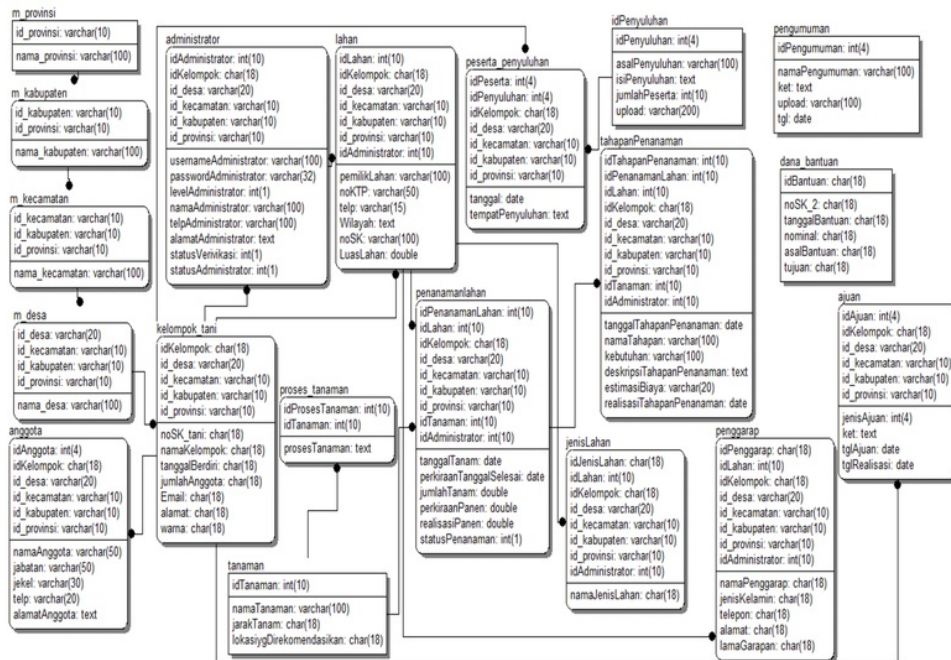 m_provinsi
id_provinsi: varchar(10)
nama_provinsi: varchar(100)
m_kabupaten
id_kabupaten: varchar(10)
id_provinsi: varchar(10)
nama_kabupaten: varchar(100)
m_kecamatan
id_kecamatan: varchar(10)
id_kabupaten: varchar(10)
id_provinsi: varchar(10)
nama_kecamatan: varchar(100)
m_desa
id_desa: varchar(20)
id_kecamatan: varchar(10)
id_kabupaten: varchar(10)
id_provinsi: varchar(10)
nama_desa: varchar(100)
anggota
idAnggota: int(4)
idKelompok: char(18)
id_desa: varchar(20)
id_kecamatan: varchar(10)
id_kabupaten: varchar(10)
id_provinsi: varchar(10)
namaAnggota: varchar(50)
jabatan: varchar(50)
jekel: varchar(30)
telp: varchar(20)
alamatAnggota: text
administrator
idAdministrator: int(10)
idKelompok: char(18)
id_desa: varchar(20)
id_kecamatan: varchar(10)
id_kabupaten: varchar(10)
id_provinsi: varchar(10)
usernameAdministrator: varchar(100)
passwordAdministrator: varchar(32)
levelAdministrator: int(1)
namaAdministrator: varchar(100)
telpAdministrator: varchar(100)
alamatAdministrator: text
statusVerivikasi: int(1)
statusAdministrator: int(1)
kelompok_tani
idKelompok: char(18)
id_desa: varchar(20)
id_kecamatan: varchar(10)
id_kabupaten: varchar(10)
id_provinsi: varchar(10)
noSK_tani: char(18)
namaKelompok: char(18)
tanggalBerdiri: char(18)
jumlahAnggota: char(18)
Email: char(18)
alamat: char(18)
warna: char(18)
lahan
idLahan: int(10)
idKelompok: char(18)
id_desa: varchar(20)
id_kecamatan: varchar(10)
id_kabupaten: varchar(10)
id_provinsi: varchar(10)
idAdministrator: int(10)
pemilikLahan: varchar(100)
noKTP: varchar(50)
telp: varchar(15)
Wilayah: text
noSK: varchar(100)
LuasLahan: double
proses_tanaman
idProsesTanaman: int(10)
idTanaman: int(10)
prosesTanaman: text
tanaman
idTanaman: int(10)
namaTanaman: varchar(100)
jarakTanam: char(18)
lokasiygDirekomendasikan: char(18)
peserta_penyuluhan
idPeserta: int(4)
idPenyuluhan: int(4)
idKelompok: char(18)
id_desa: varchar(20)
id_kecamatan: varchar(10)
id_kabupaten: varchar(10)
id_provinsi: varchar(10)
tanggal: date
tempatPenyuluhan: text
penanamanlahan
idPenanamanLahan: int(10)
idLahan: int(10)
idKelompok: char(18)
id_desa: varchar(20)
id_kecamatan: varchar(10)
id_kabupaten: varchar(10)
id_provinsi: varchar(10)
idTanaman: int(10)
idAdministrator: int(10)
tanggalTanam: date
perkiraanTanggalSelesai: date
jumlahTanam: double
perkiraanPanen: double
realisasiPanen: double
statusPenanaman: int(1)
idPenyuluhan
idPenyuluhan: int(4)
asalPenyuluhan: varchar(100)
isiPenyuluhan: text
jumlahPeserta: int(10)
upload: varchar(200)
tahapanPenanaman
idTahapanPenanaman: int(10)
idPenanamanLahan: int(10)
idLahan: int(10)
idKelompok: char(18)
id_desa: varchar(20)
id_kecamatan: varchar(10)
id_kabupaten: varchar(10)
id_provinsi: varchar(10)
idTanaman: int(10)
idAdministrator: int(10)
tanggalTahapanPenanaman: date
namaTahapan: varchar(100)
kebutuhan: varchar(100)
deskripsiTahapanPenanaman: text
estimasiBiaya: varchar(20)
realisasiTahapanPenanaman: date
jenisLahan
idJenisLahan: char(18)
idLahan: int(10)
idKelompok: char(18)
id_desa: varchar(20)
id_kecamatan: varchar(10)
id_kabupaten: varchar(10)
id_provinsi: varchar(10)
idAdministrator: int(10)
namaJenisLahan: char(18)
pengumuman
idPengumuman: int(4)
namaPengumuman: varchar(100)
ket: text
upload: varchar(100)
tgl: date
dana_bantuan
idBantuan: char(18)
noSK_2: char(18)
tanggalBantuan: char(18)
nominal: char(18)
asalBantuan: char(18)
tujuan: char(18)
ajuan
idAjuan: int(4)
idKelompok: char(18)
id_desa: varchar(20)
id_kecamatan: varchar(10)
id_kabupaten: varchar(10)
id_provinsi: varchar(10)
jenisAjuan: int(4)
ket: text
tglAjuan: date
tglRealisasi: date
penggarap
idPenggarap: char(18)
idLahan: int(10)
idKelompok: char(18)
id_desa: varchar(20)
id_kecamatan: varchar(10)
id_kabupaten: varchar(10)
id_provinsi: varchar(10)
idAdministrator: int(10)
namaPenggarap: char(18)
jenisKelamin: char(18)
telepon: char(18)
alamat: char(18)
lamaGarapan: char(18)